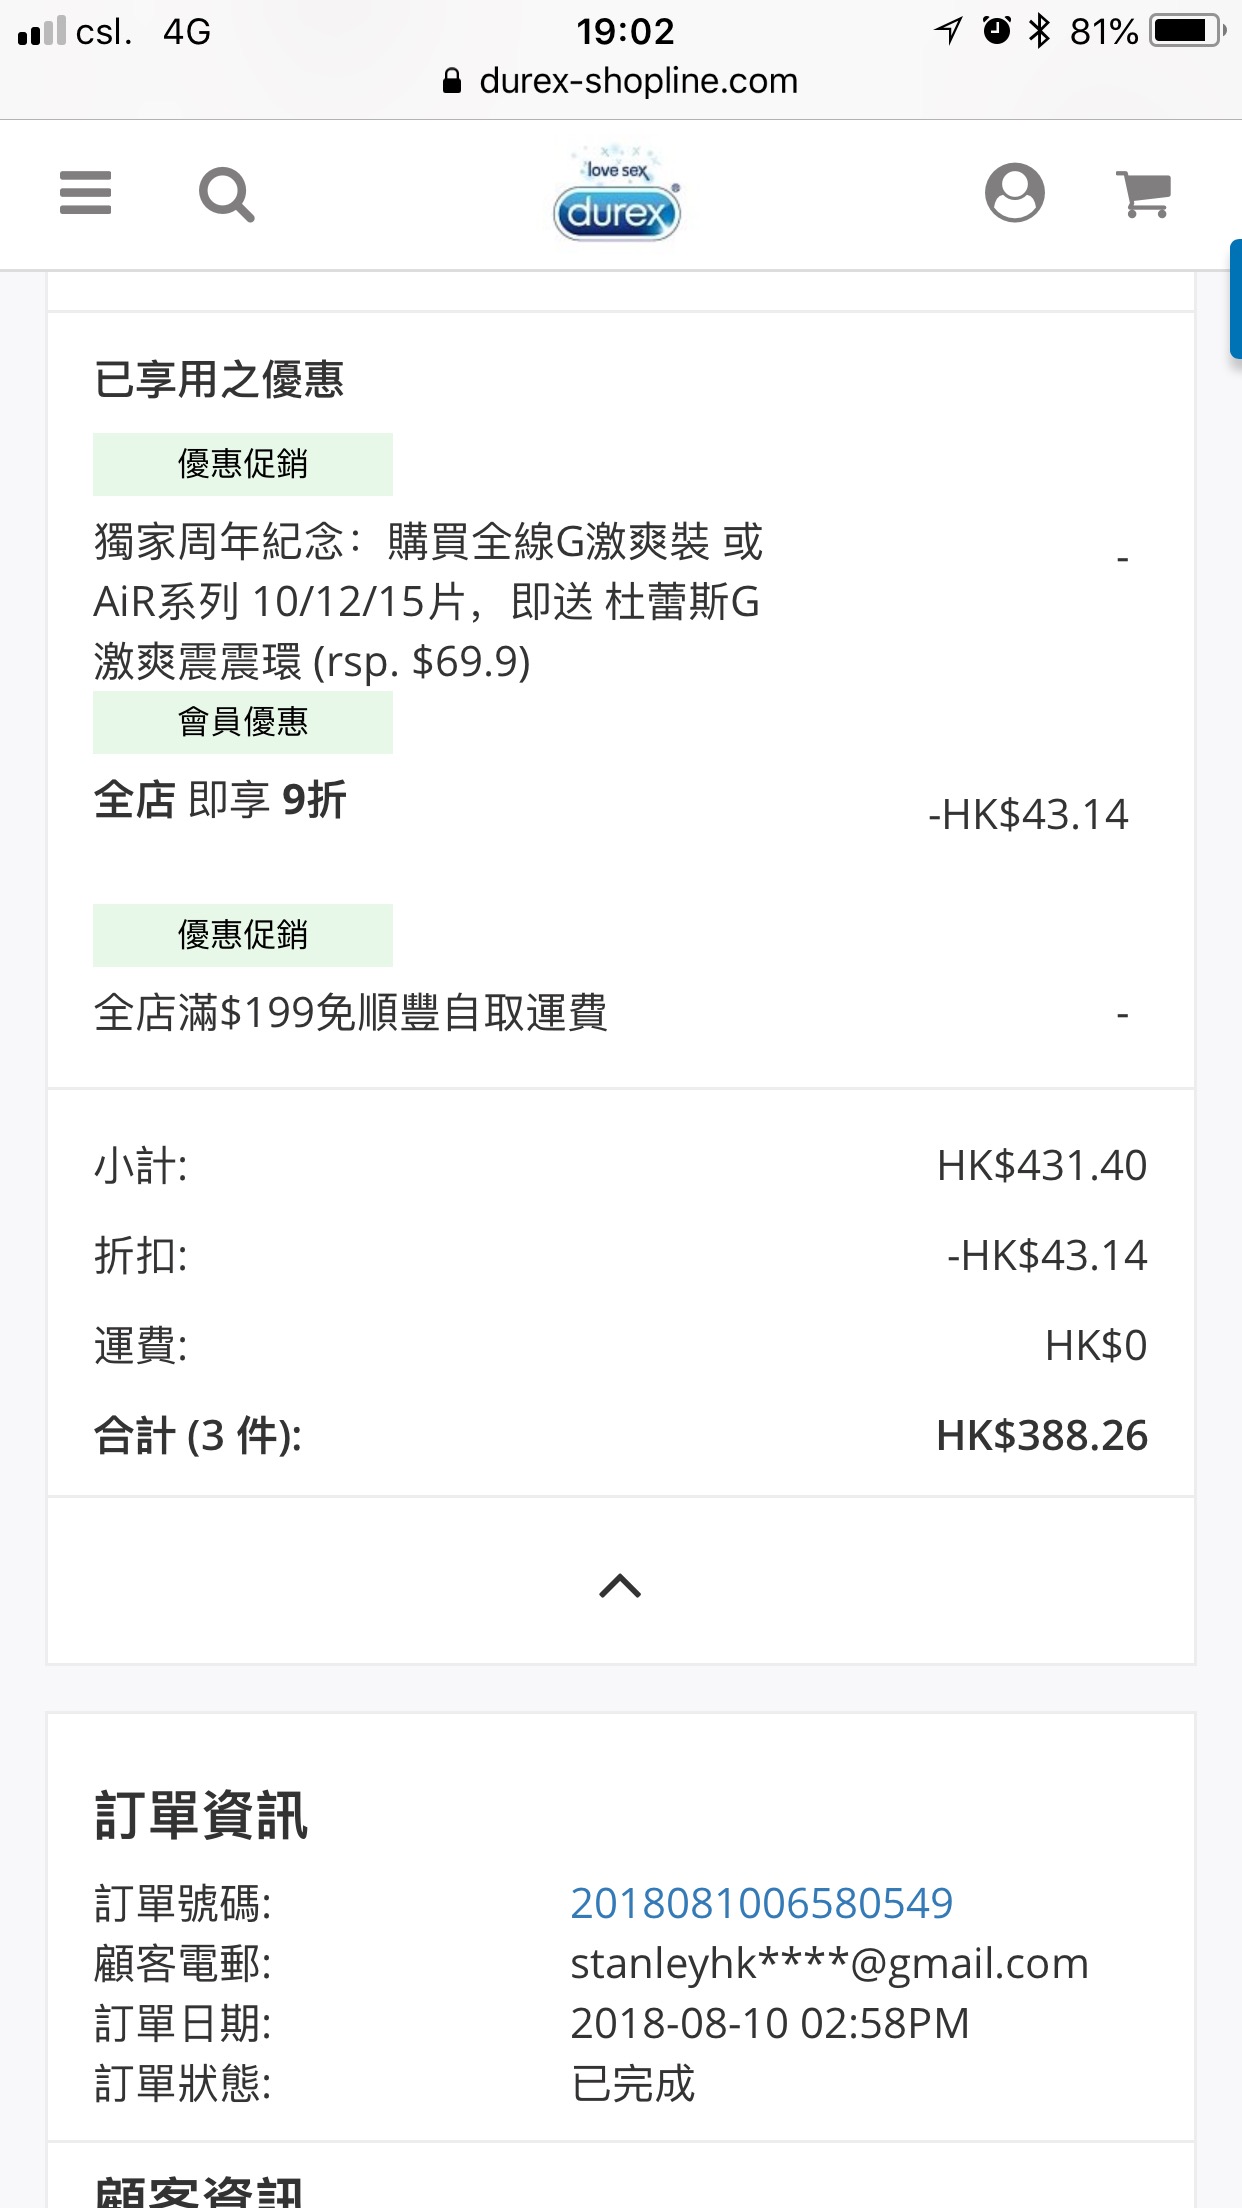 csl. 4G 19:02 81%
durex-shopline.com
love sex
durex®
已享用之優惠
優惠促銷
獨家周年紀念：購買全線G激爽裝 或
AiR系列 10/12/15片，即送 杜蕾斯G
激爽震震環 (rsp. $69.9)
-
會員優惠
全店 即享 9折
-HK$43.14
優惠促銷
全店滿$199免順豐自取運費
-
小計: HK$431.40
折扣: -HK$43.14
運費: HK$0
合計 (3 件): HK$388.26
訂單資訊
訂單號碼: 2018081006580549
顧客電郵: stanleyhk****@gmail.com
訂單日期: 2018-08-10 02:58PM
訂單狀態: 已完成
顧客資訊